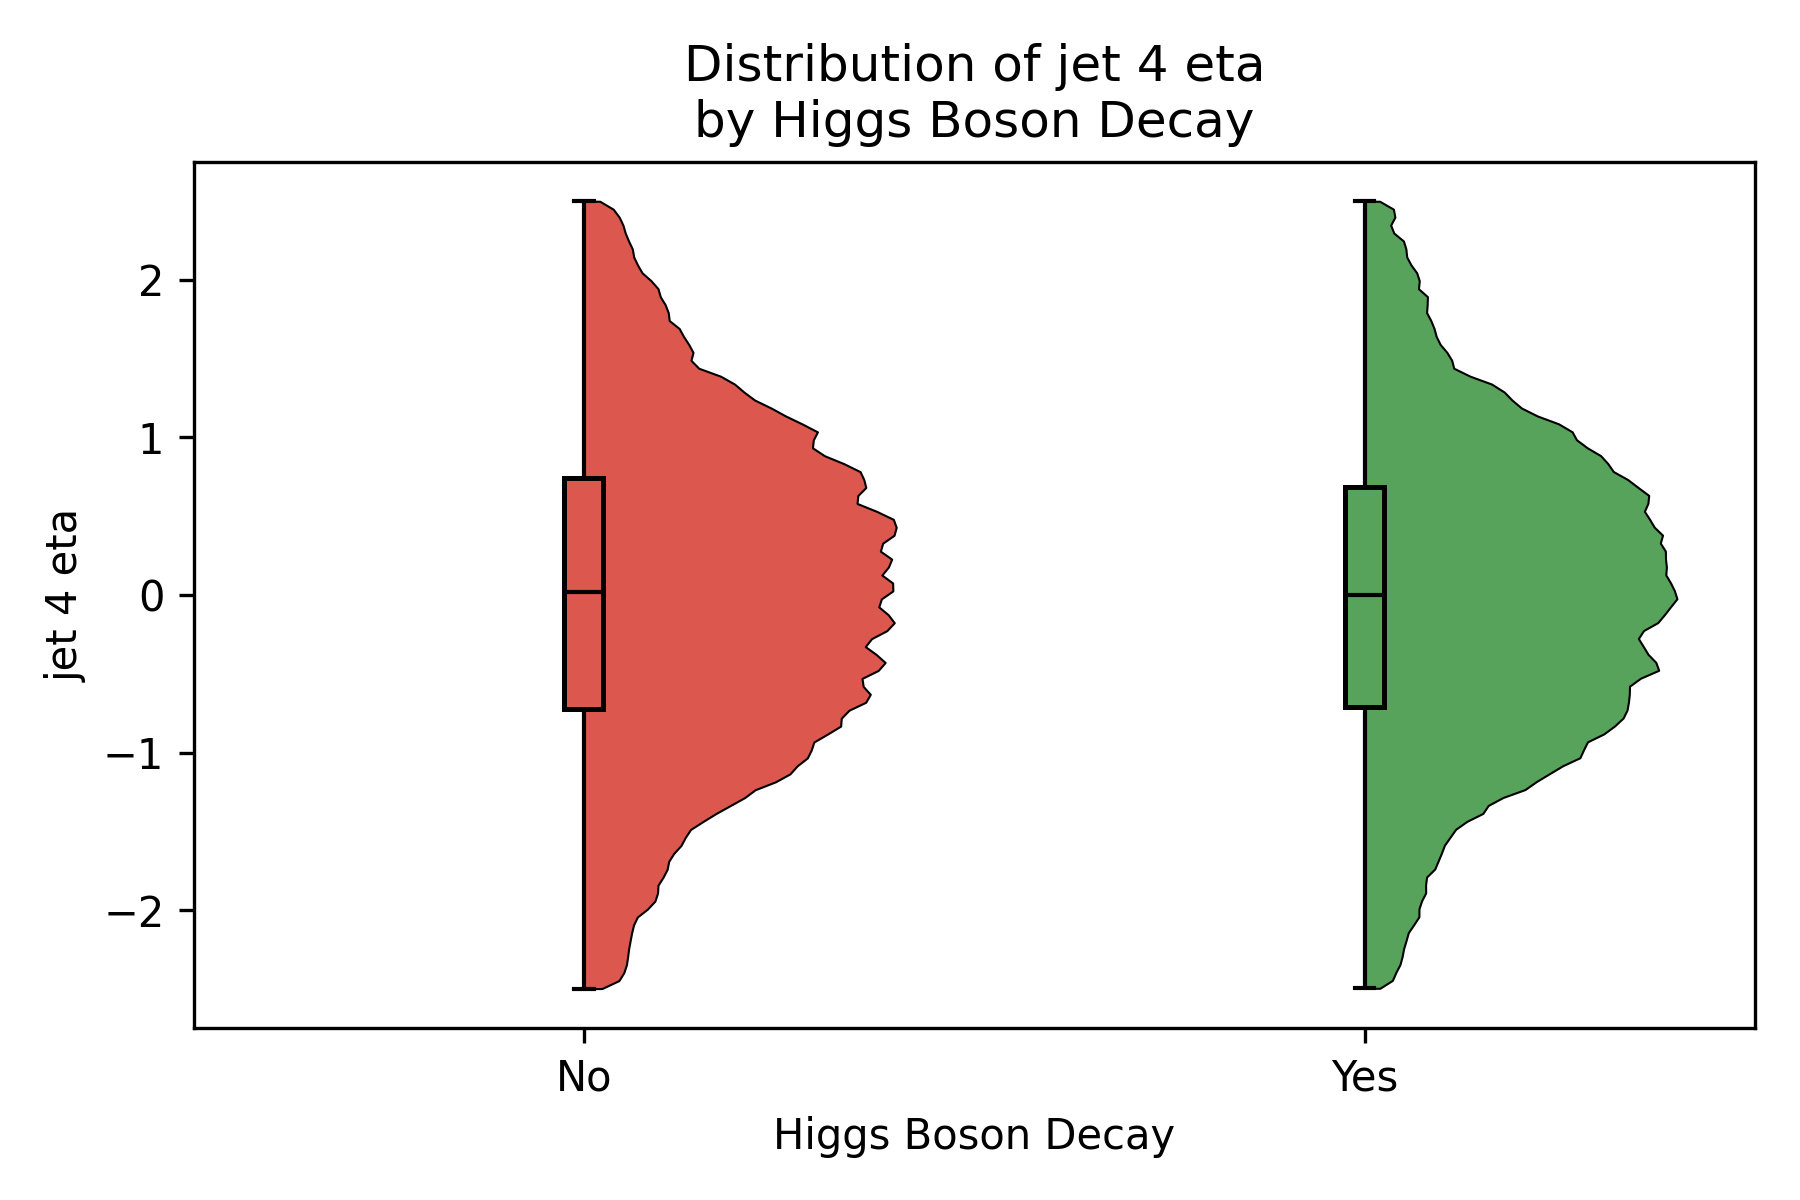 Distribution of jet 4 eta
by Higgs Boson Decay
jet 4 eta
2
1
0
−1
−2
No
Yes
Higgs Boson Decay